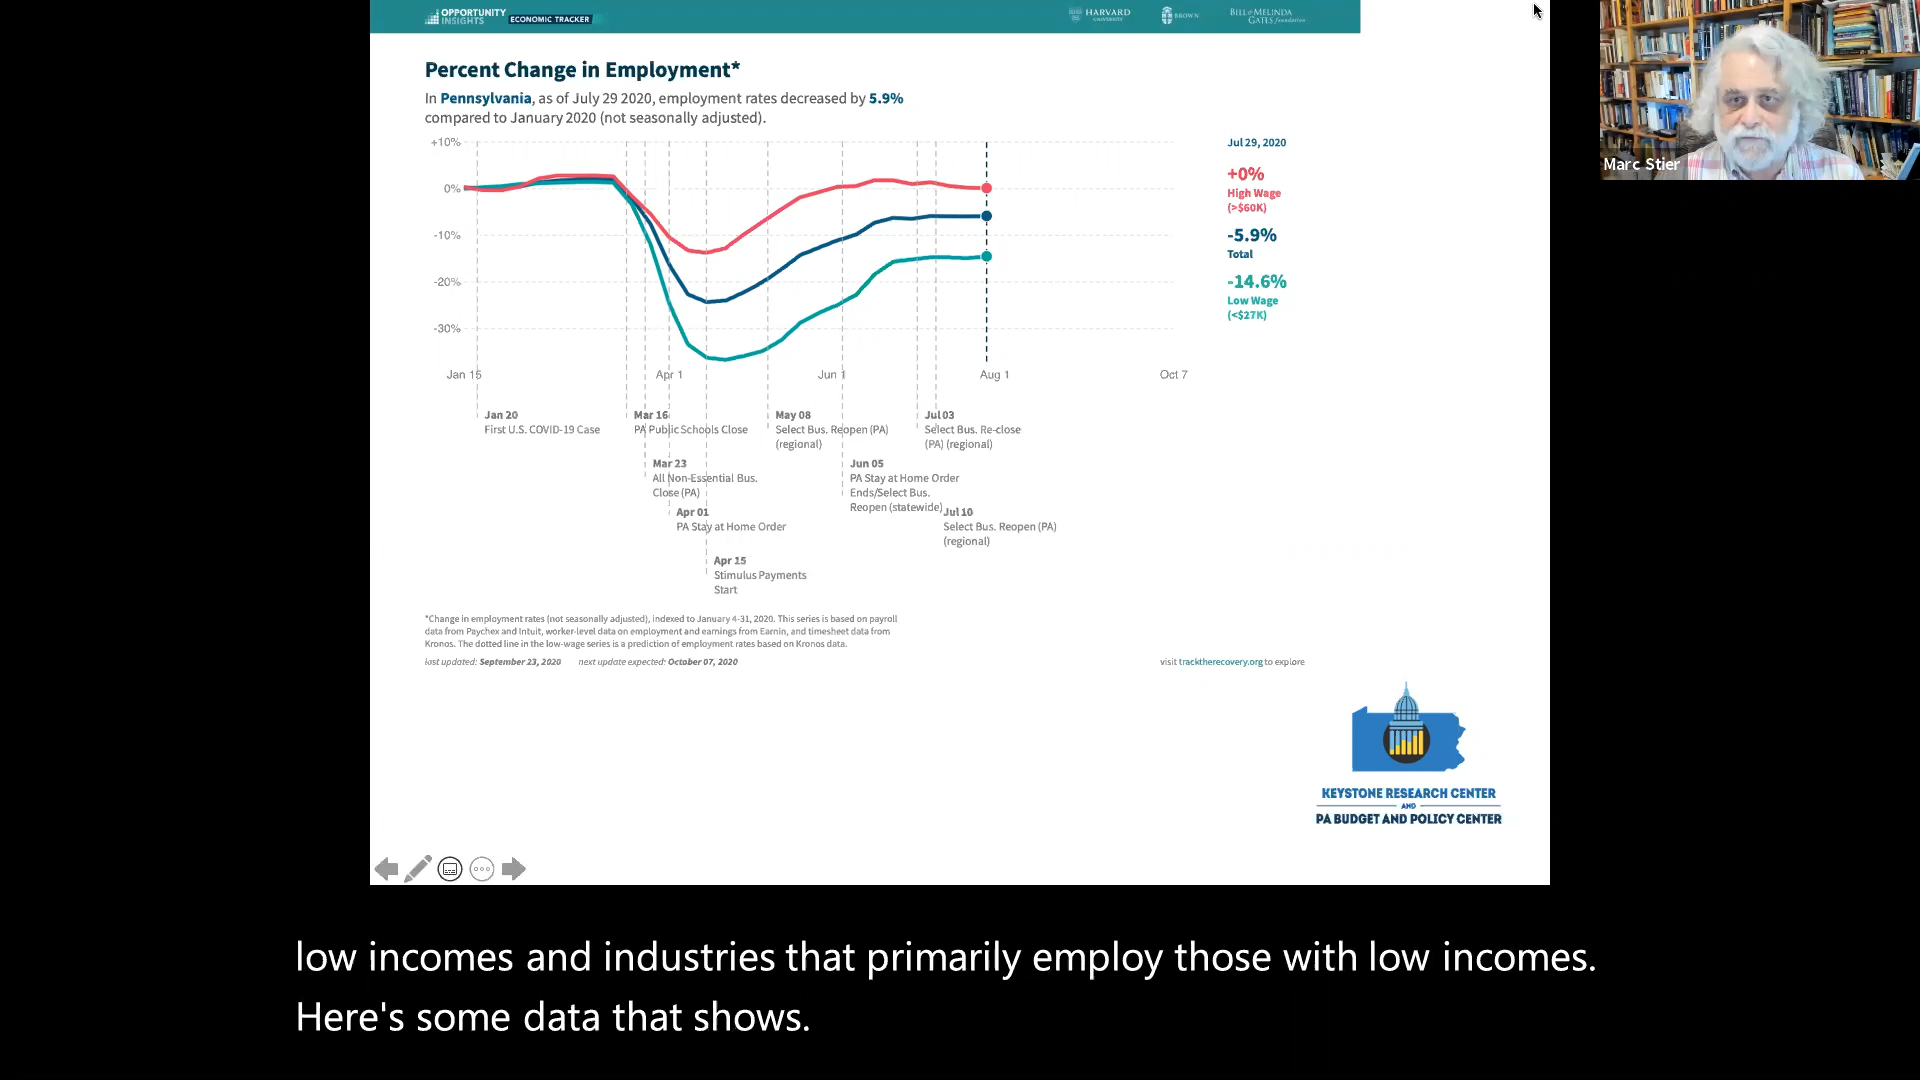 OPPORTUNITY
INSIGHTS
ECONOMIC TRACKER
HARVARD
UNIVERSITY
BROWN
BILL & MELINDA
GATES foundation
Percent Change in Employment*
In Pennsylvania, as of July 29 2020, employment rates decreased by 5.9%
compared to January 2020 (not seasonally adjusted).
+10%
0%
-10%
-20%
-30%
Jan 15
Apr 1
Jun 1
Aug 1
Oct 7
Jul 29, 2020
+0%
High Wage
(>$60K)
-5.9%
Total
-14.6%
Low Wage
(<$27K)
Jan 20
First U.S. COVID-19 Case
Mar 16
PA Public Schools Close
Mar 23
All Non-Essential Bus.
Close (PA)
Apr 01
PA Stay at Home Order
Apr 15
Stimulus Payments
Start
May 08
Select Bus. Reopen (PA)
(regional)
Jun 05
PA Stay at Home Order
Ends/Select Bus.
Reopen (statewide)
Jul 03
Select Bus. Re-close
(PA) (regional)
Jul 10
Select Bus. Reopen (PA)
(regional)
*Change in employment rates (not seasonally adjusted), indexed to January 4-31, 2020. This series is based on payroll
data from Paychex and Intuit, worker-level data on employment and earnings from Earnin, and timesheet data from
Kronos. The dotted line in the low-wage series is a prediction of employment rates based on Kronos data.
last updated: September 23, 2020 next update expected: October 07, 2020
visit tracktherecovery.org to explore
KEYSTONE RESEARCH CENTER
AND
PA BUDGET AND POLICY CENTER
Marc Stier
low incomes and industries that primarily employ those with low incomes.
Here's some data that shows.